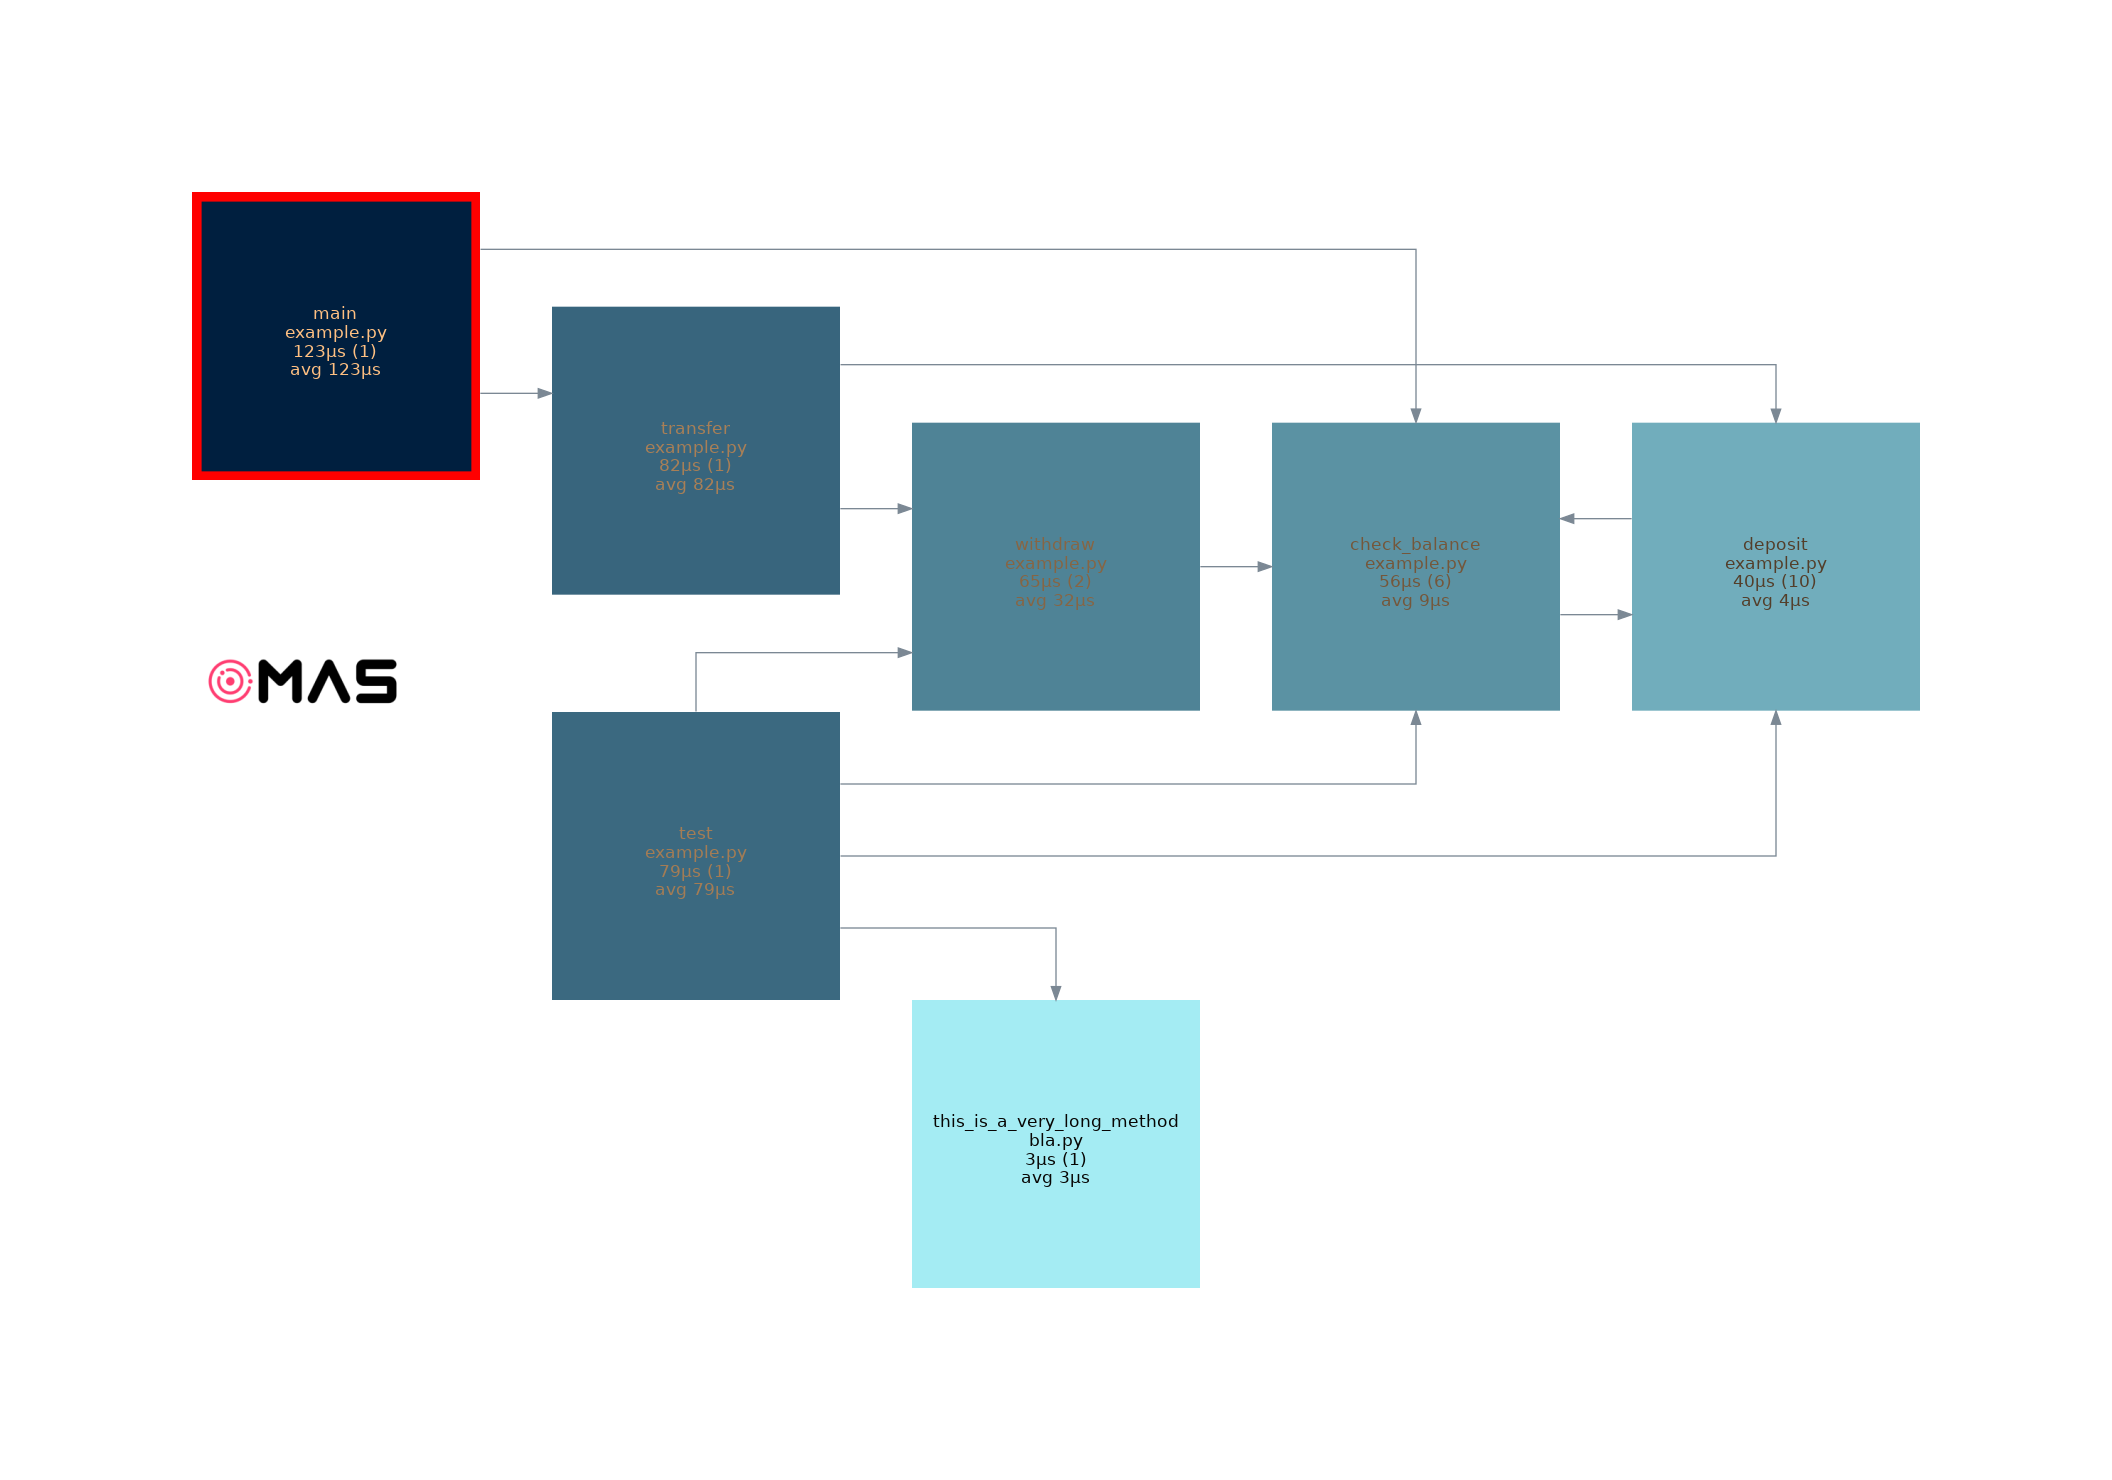 main
example.py
123µs (1)
avg 123µs
transfer
example.py
82µs (1)
avg 82µs
withdraw
example.py
65µs (2)
avg 32µs
check_balance
example.py
56µs (6)
avg 9µs
deposit
example.py
40µs (10)
avg 4µs
MAS
test
example.py
79µs (1)
avg 79µs
this_is_a_very_long_method
bla.py
3µs (1)
avg 3µs